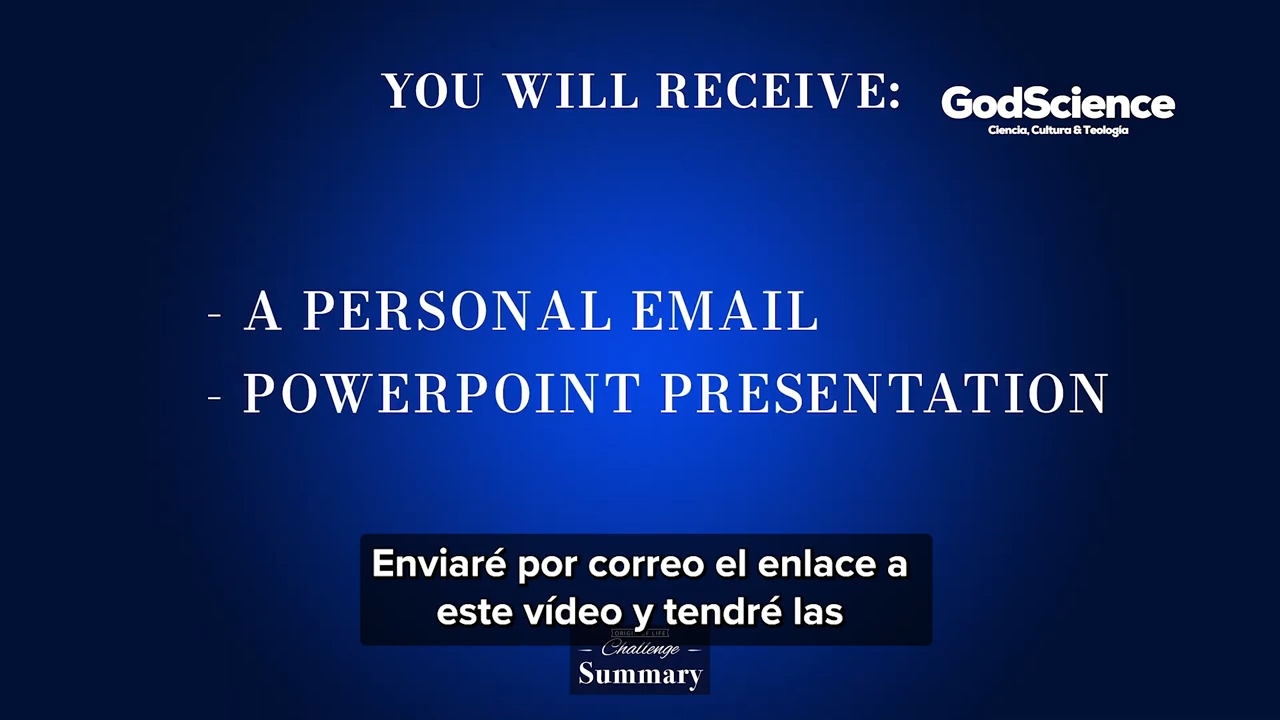 YOU WILL RECEIVE:
GodScience
Ciencia, Cultura & Teología
- A PERSONAL EMAIL
- POWERPOINT PRESENTATION
Enviaré por correo el enlace a
este vídeo y tendré las
Challenge
Summary